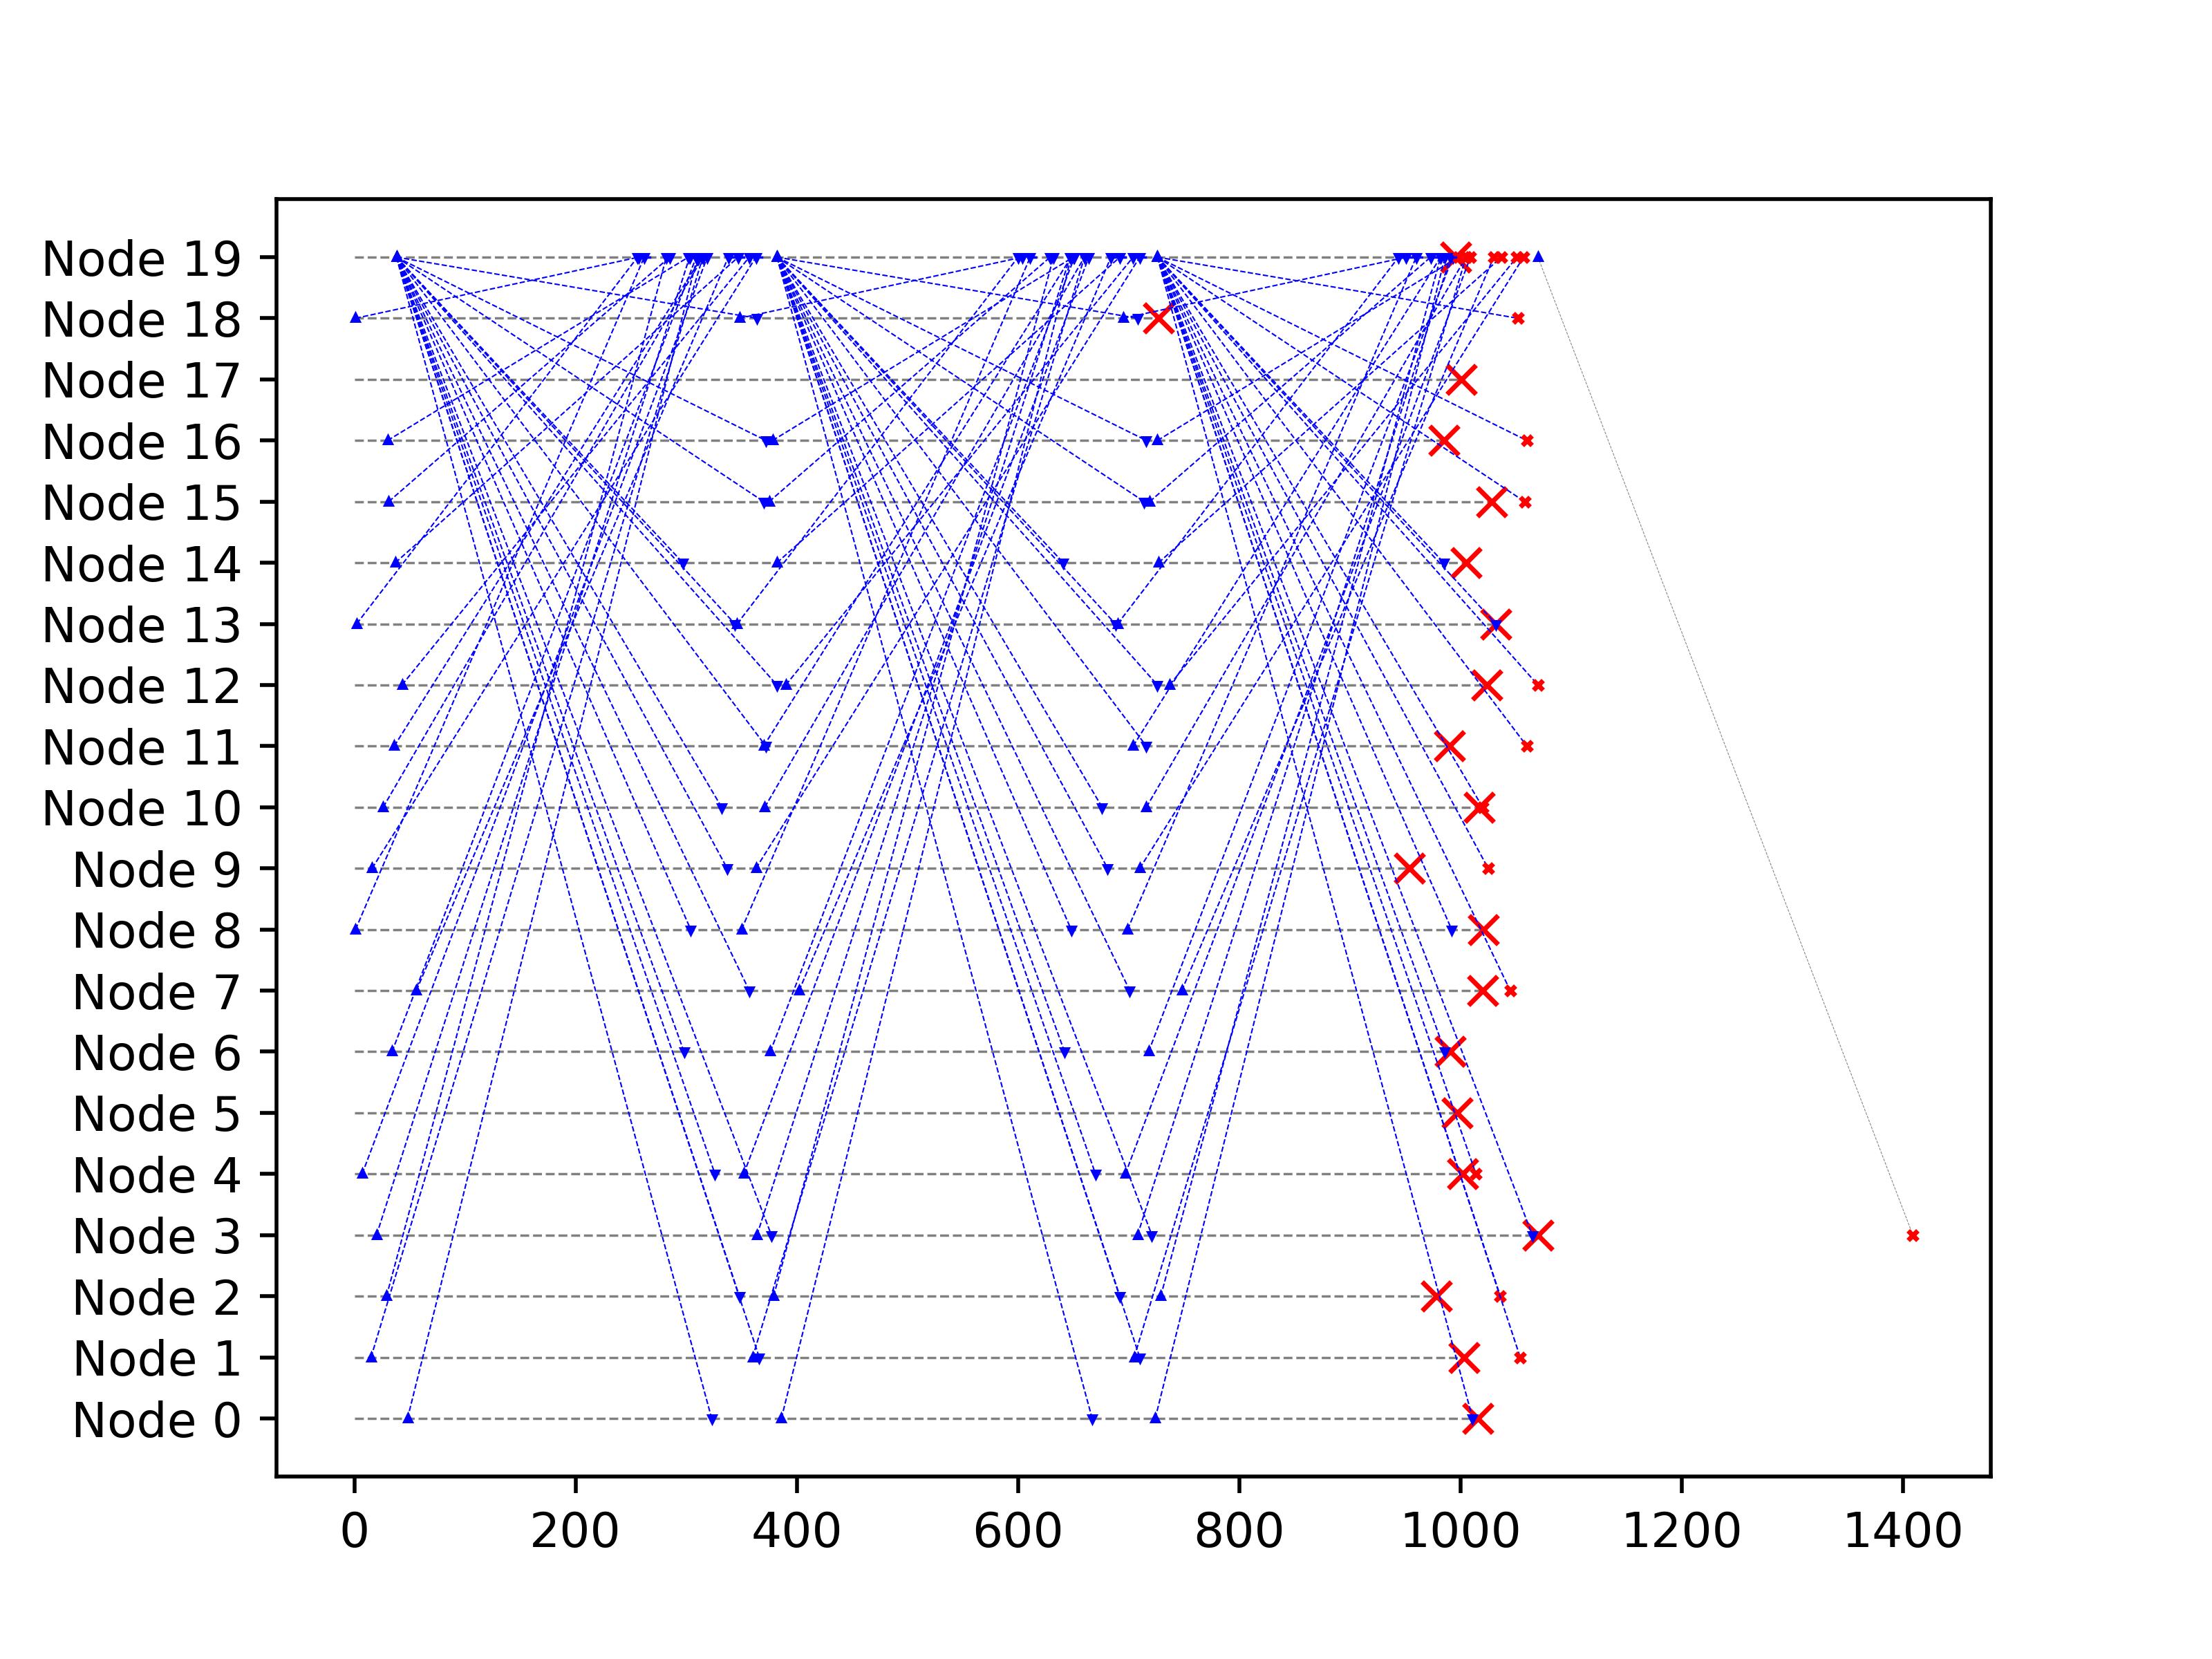 Node 19
Node 18
Node 17
Node 16
Node 15
Node 14
Node 13
Node 12
Node 11
Node 10
Node 9
Node 8
Node 7
Node 6
Node 5
Node 4
Node 3
Node 2
Node 1
Node 0
0 200 400 600 800 1000 1200 1400